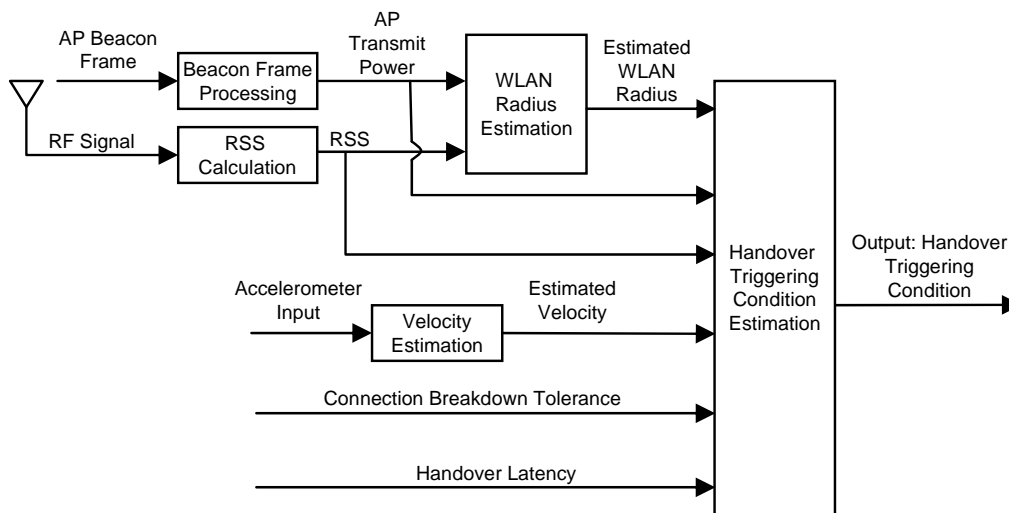 AP Beacon
Frame
Beacon Frame
Processing
AP
Transmit
Power
WLAN
Radius
Estimation
Estimated
WLAN
Radius
RF Signal
RSS
Calculation
RSS
Handover
Triggering
Condition
Estimation
Output: Handover
Triggering
Condition
Accelerometer
Input
Velocity
Estimation
Estimated
Velocity
Connection Breakdown Tolerance
Handover Latency